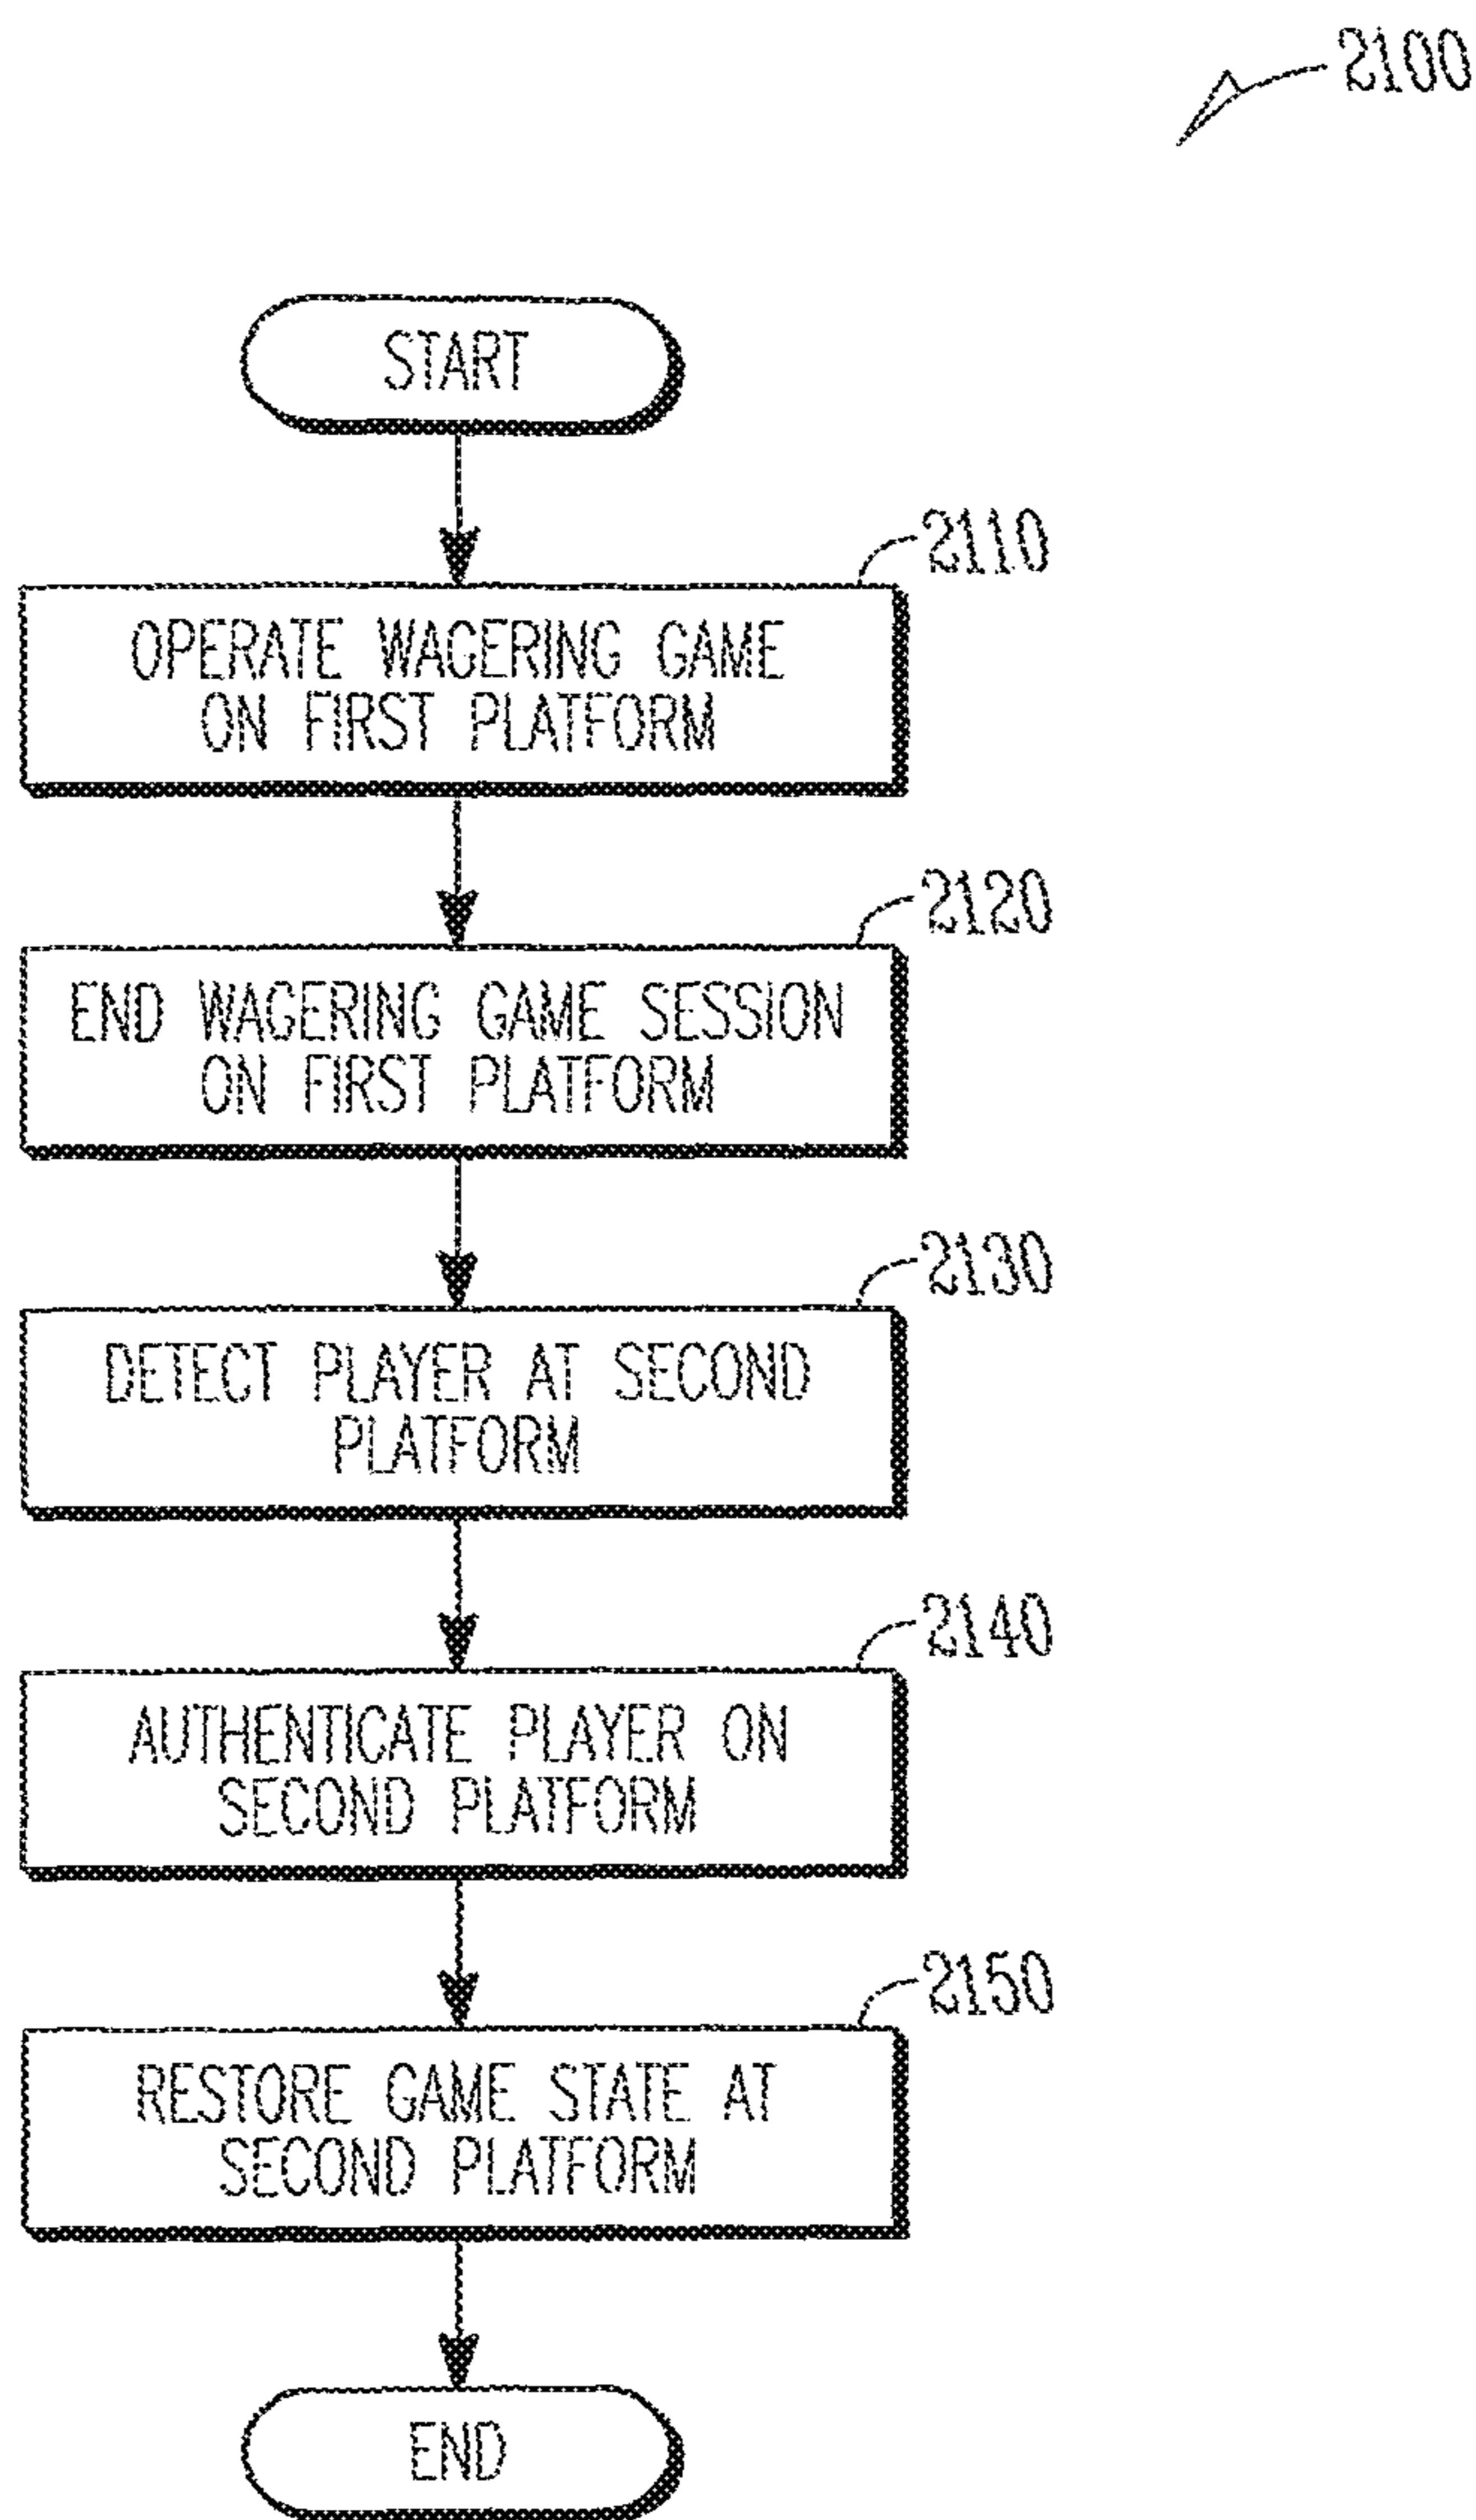 2100
START
2110
OPERATE WAGERING GAME
ON FIRST PLATFORM
2120
END WAGERING GAME SESSION
ON FIRST PLATFORM
2130
DETECT PLAYER AT SECOND
PLATFORM
2140
AUTHENTICATE PLAYER ON
SECOND PLATFORM
2150
RESTORE GAME STATE AT
SECOND PLATFORM
END